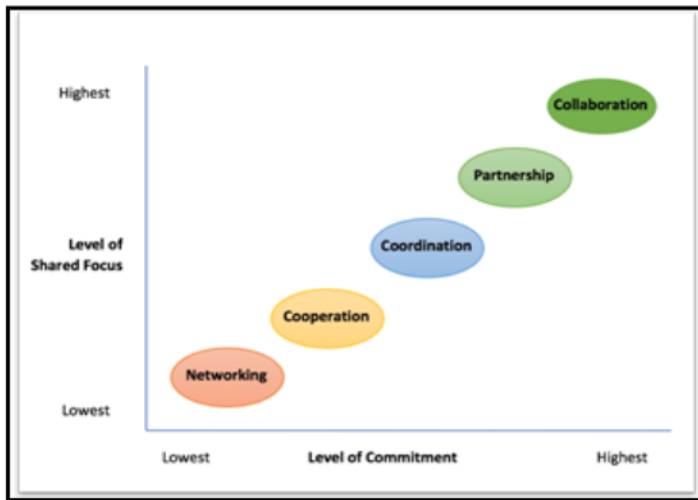 Highest
Collaboration
Partnership
Level of
Shared Focus
Coordination
Cooperation
Networking
Lowest
Lowest
Level of Commitment
Highest